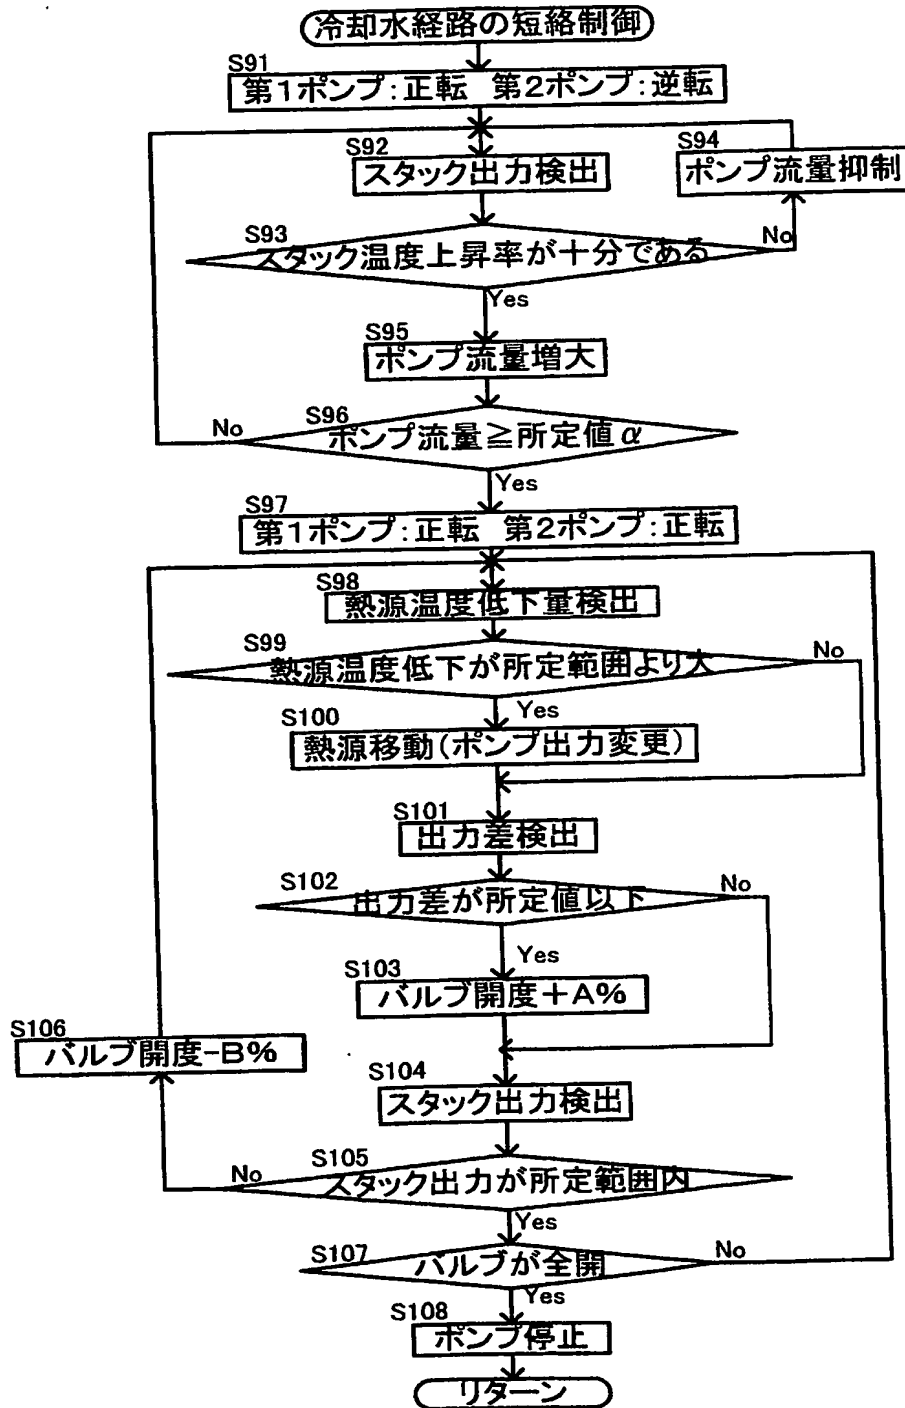 冷却水経路の短絡制御
S91
第1ポンプ:正転 第2ポンプ:逆転
S92
スタック出力検出
S94
ポンプ流量抑制
S93
スタック温度上昇率が十分である
No
Yes
S95
ポンプ流量増大
S96
ポンプ流量≧所定値α
No
Yes
S97
第1ポンプ:正転 第2ポンプ:正転
S98
熱源温度低下量検出
S99
熱源温度低下が所定範囲より大
No
Yes
S100
熱源移動(ポンプ出力変更)
S101
出力差検出
S102
出力差が所定値以下
No
Yes
S103
バルブ開度+A%
S106
バルブ開度-B%
S104
スタック出力検出
S105
スタック出力が所定範囲内
No
Yes
S107
バルブが全開
No
Yes
S108
ポンプ停止
リターン